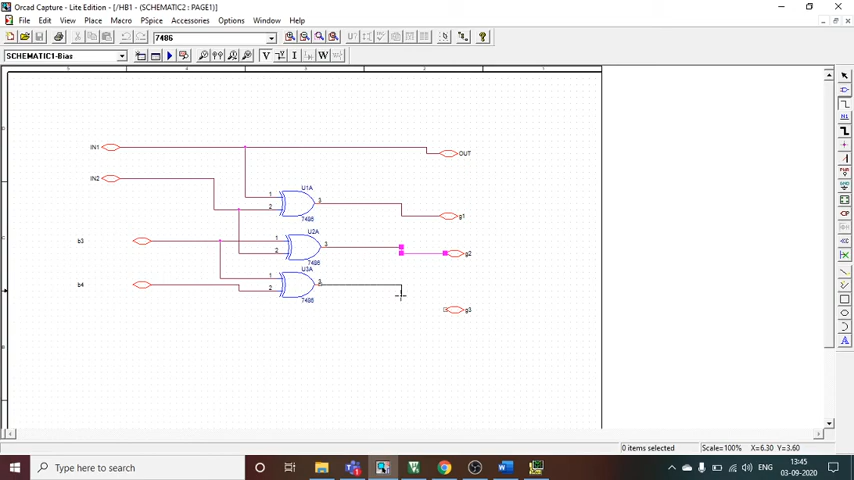 Orcad Capture - Lite Edition - [/HB1 - (SCHEMATIC2 : PAGE1)]
File Edit View Place Macro PSpice Accessories Options Window Help
7486
SCHEMATIC1-Bias
V I W
IN1
OUT
IN2
U1A
1
2
3
7486
g1
U2A
b3
1
2
3
7486
g2
U3A
b4
1
2
3
7486
g3
0 items selected Scale=100% X=6.30 Y=3.60
Type here to search
ENG
13:45
03-09-2020